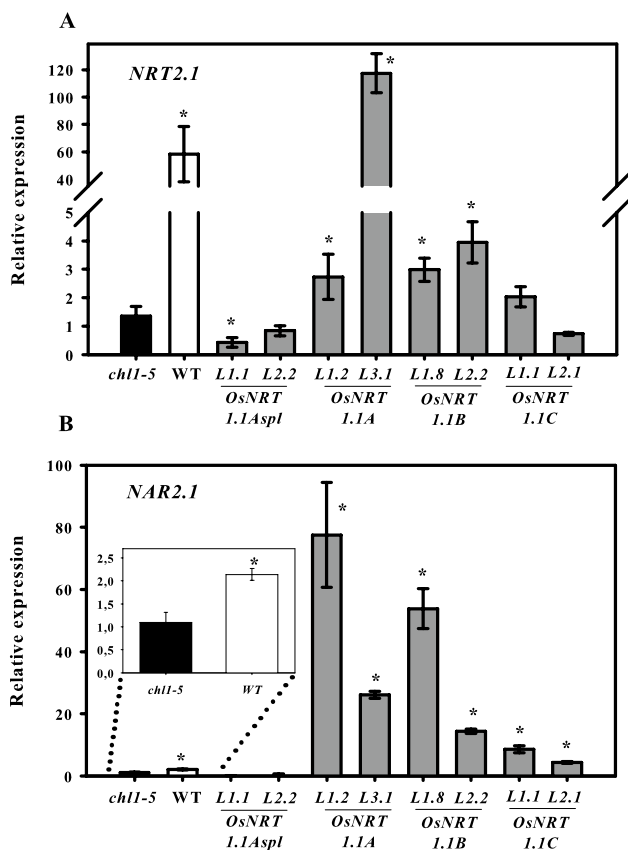 A
NRT2.1
Relative expression
120
100
80
60
40
5
4
3
2
1
0
*
*
*
*
*
*
chl1-5 WT L1.1 L2.2 L1.2 L3.1 L1.8 L2.2 L1.1 L2.1
OsNRT OsNRT OsNRT OsNRT
1.1Aspl 1.1A 1.1B 1.1C
B
NAR2.1
Relative expression
100
80
60
40
20
0
2,5
2,0
1,5
1,0
0,5
0,0
*
chl1-5 WT
*
*
*
*
*
*
*
chl1-5 WT L1.1 L2.2 L1.2 L3.1 L1.8 L2.2 L1.1 L2.1
OsNRT OsNRT OsNRT OsNRT
1.1Aspl 1.1A 1.1B 1.1C